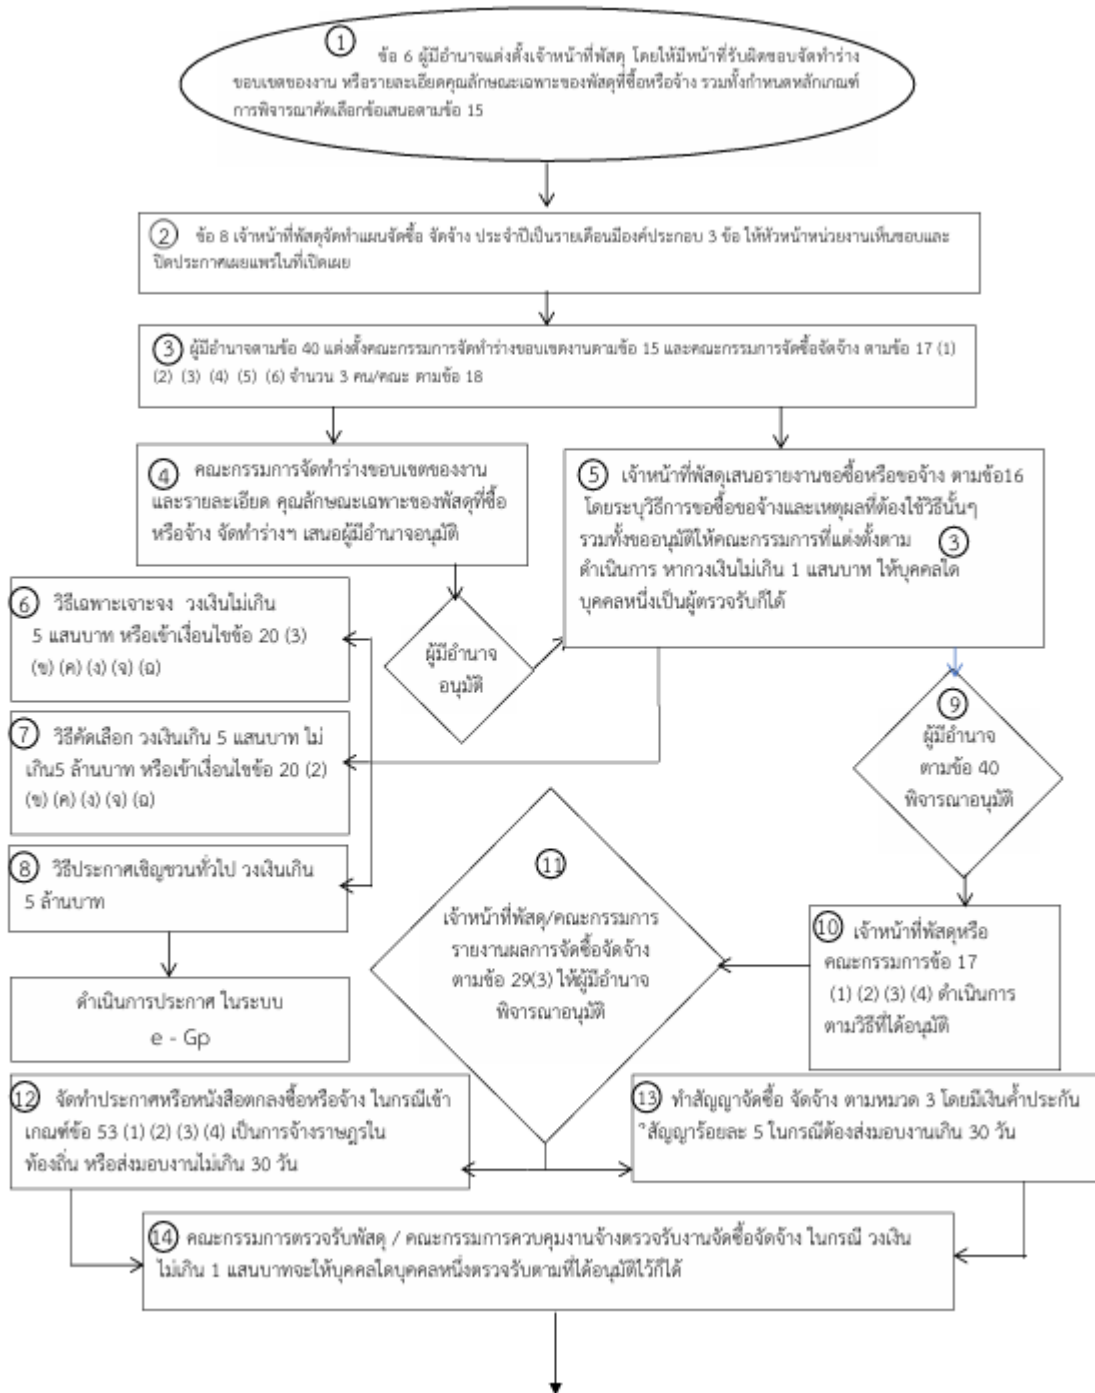 ① ข้อ 6 ผู้มีอำนาจแต่งตั้งเจ้าหน้าที่พัสดุ โดยให้มีหน้าที่รับผิดชอบจัดทำร่าง
ขอบเขตของงาน หรือรายละเอียดคุณลักษณะเฉพาะของพัสดุที่ซื้อหรือจ้าง รวมทั้งกำหนดหลักเกณฑ์
การพิจารณาคัดเลือกข้อเสนอตามข้อ 15
② ข้อ 8 เจ้าหน้าที่พัสดุจัดทำแผนจัดซื้อ จัดจ้าง ประจำปีเป็นรายเดือนมีองค์ประกอบ 3 ข้อ ให้หัวหน้าหน่วยงานเห็นชอบและ
ปิดประกาศเผยแพร่ในที่เปิดเผย
③ ผู้มีอำนาจตามข้อ 40 แต่งตั้งคณะกรรมการจัดทำร่างขอบเขตงานตามข้อ 15 และคณะกรรมการจัดซื้อจัดจ้าง ตามข้อ 17 (1)
(2) (3) (4) (5) (6) จำนวน 3 คน/คณะ ตามข้อ 18
④ คณะกรรมการจัดทำร่างขอบเขตของงาน
และรายละเอียด คุณลักษณะเฉพาะของพัสดุที่ซื้อ
หรือจ้าง จัดทำร่างฯ เสนอผู้มีอำนาจอนุมัติ
⑤ เจ้าหน้าที่พัสดุเสนอรายงานขอซื้อหรือขอจ้าง ตามข้อ16
โดยระบุวิธีการขอซื้อขอจ้างและเหตุผลที่ต้องใช้วิธีนั้นๆ
รวมทั้งขออนุมัติให้คณะกรรมการที่แต่งตั้งตาม ③
ดำเนินการ หากวงเงินไม่เกิน 1 แสนบาท ให้บุคคลใด
บุคคลหนึ่งเป็นผู้ตรวจรับก็ได้
ผู้มีอำนาจ
อนุมัติ
⑥ วิธีเฉพาะเจาะจง วงเงินไม่เกิน
5 แสนบาท หรือเข้าเงื่อนไขข้อ 20 (3)
(ข) (ค) (ง) (จ) (ฉ)
⑦ วิธีคัดเลือก วงเงินเกิน 5 แสนบาท ไม่
เกิน5 ล้านบาท หรือเข้าเงื่อนไขข้อ 20 (2)
(ข) (ค) (ง) (จ) (ฉ)
⑧ วิธีประกาศเชิญชวนทั่วไป วงเงินเกิน
5 ล้านบาท
ดำเนินการประกาศ ในระบบ
e - Gp
⑨
ผู้มีอำนาจ
ตามข้อ 40
พิจารณาอนุมัติ
⑩ เจ้าหน้าที่พัสดุหรือ
คณะกรรมการข้อ 17
(1) (2) (3) (4) ดำเนินการ
ตามวิธีที่ได้อนุมัติ
⑪
เจ้าหน้าที่พัสดุ/คณะกรรมการ
รายงานผลการจัดซื้อจัดจ้าง
ตามข้อ 29(3) ให้ผู้มีอำนาจ
พิจารณาอนุมัติ
⑫ จัดทำประกาศหรือหนังสือตกลงซื้อหรือจ้าง ในกรณีเข้า
เกณฑ์ข้อ 53 (1) (2) (3) (4) เป็นการจ้างราษฎรใน
ท้องถิ่น หรือส่งมอบงานไม่เกิน 30 วัน
⑬ ทำสัญญาจัดซื้อ จัดจ้าง ตามหมวด 3 โดยมีเงินค้ำประกัน
สัญญาร้อยละ 5 ในกรณีต้องส่งมอบงานเกิน 30 วัน
⑭ คณะกรรมการตรวจรับพัสดุ / คณะกรรมการควบคุมงานจ้างตรวจรับงานจัดซื้อจัดจ้าง ในกรณี วงเงิน
ไม่เกิน 1 แสนบาทจะให้บุคคลใดบุคคลหนึ่งตรวจรับตามที่ได้อนุมัติไว้ก็ได้